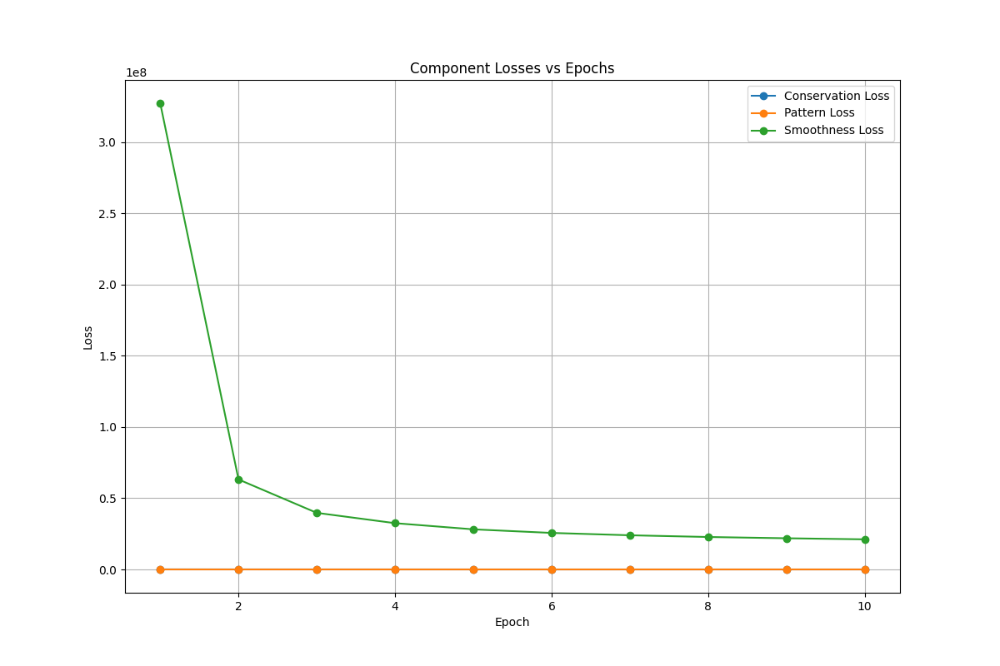 Component Losses vs Epochs
1e8
Conservation Loss
Pattern Loss
Smoothness Loss
3.0
2.5
2.0
1.5
1.0
0.5
0.0
Loss
2
4
6
8
10
Epoch